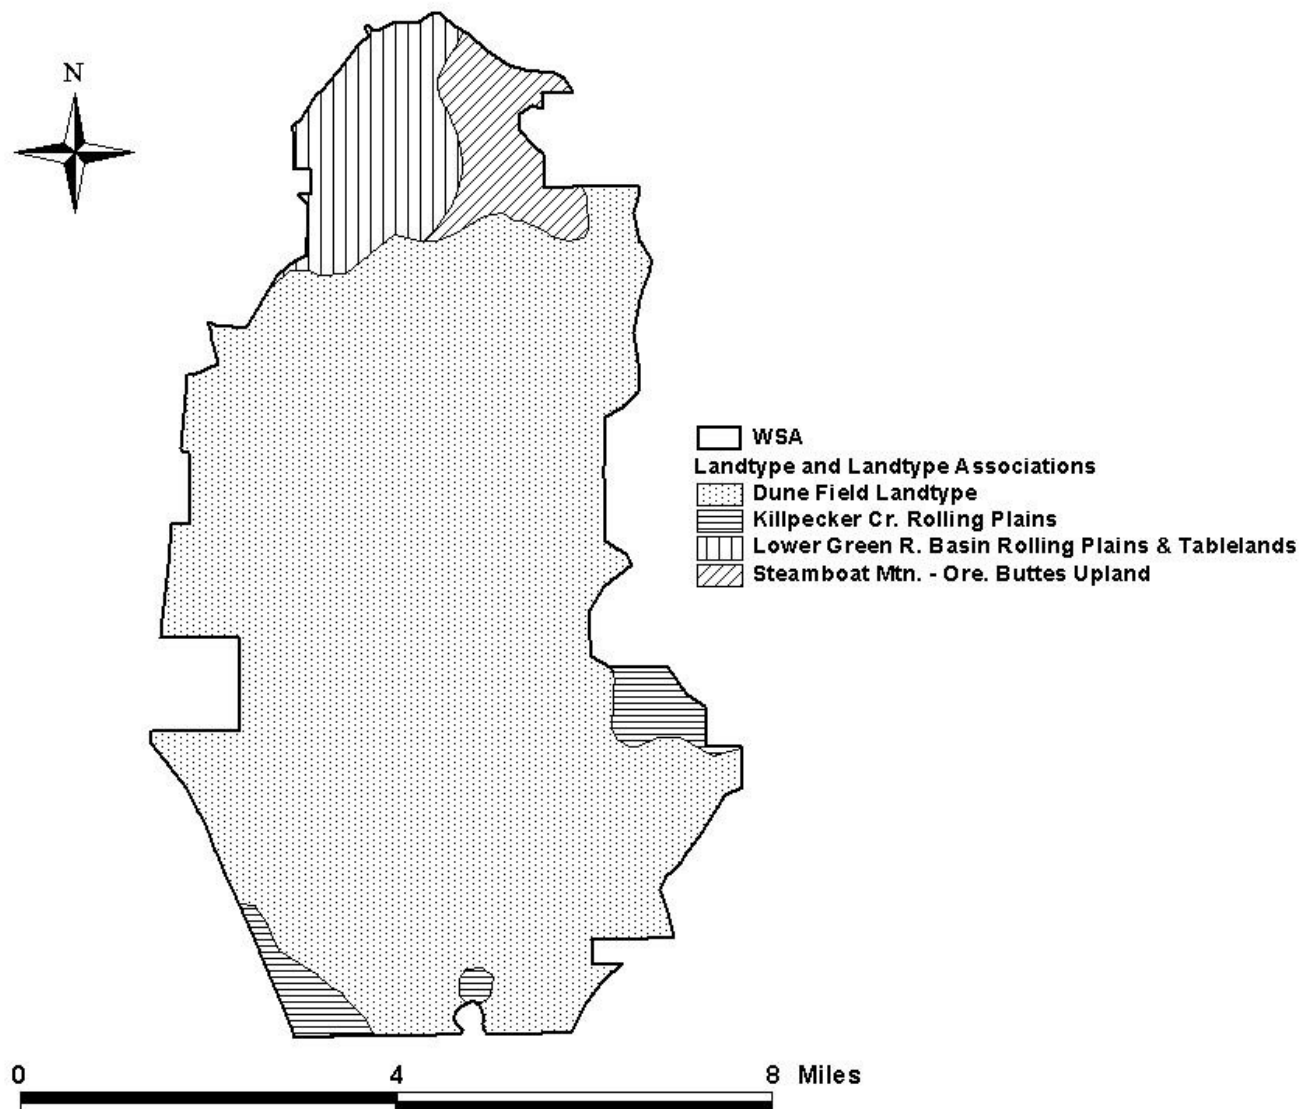 N
WSA
Landtype and Landtype Associations
Dune Field Landtype
Killpecker Cr. Rolling Plains
Lower Green R. Basin Rolling Plains & Tablelands
Steamboat Mtn. - Ore. Buttes Upland
0 4 8 Miles